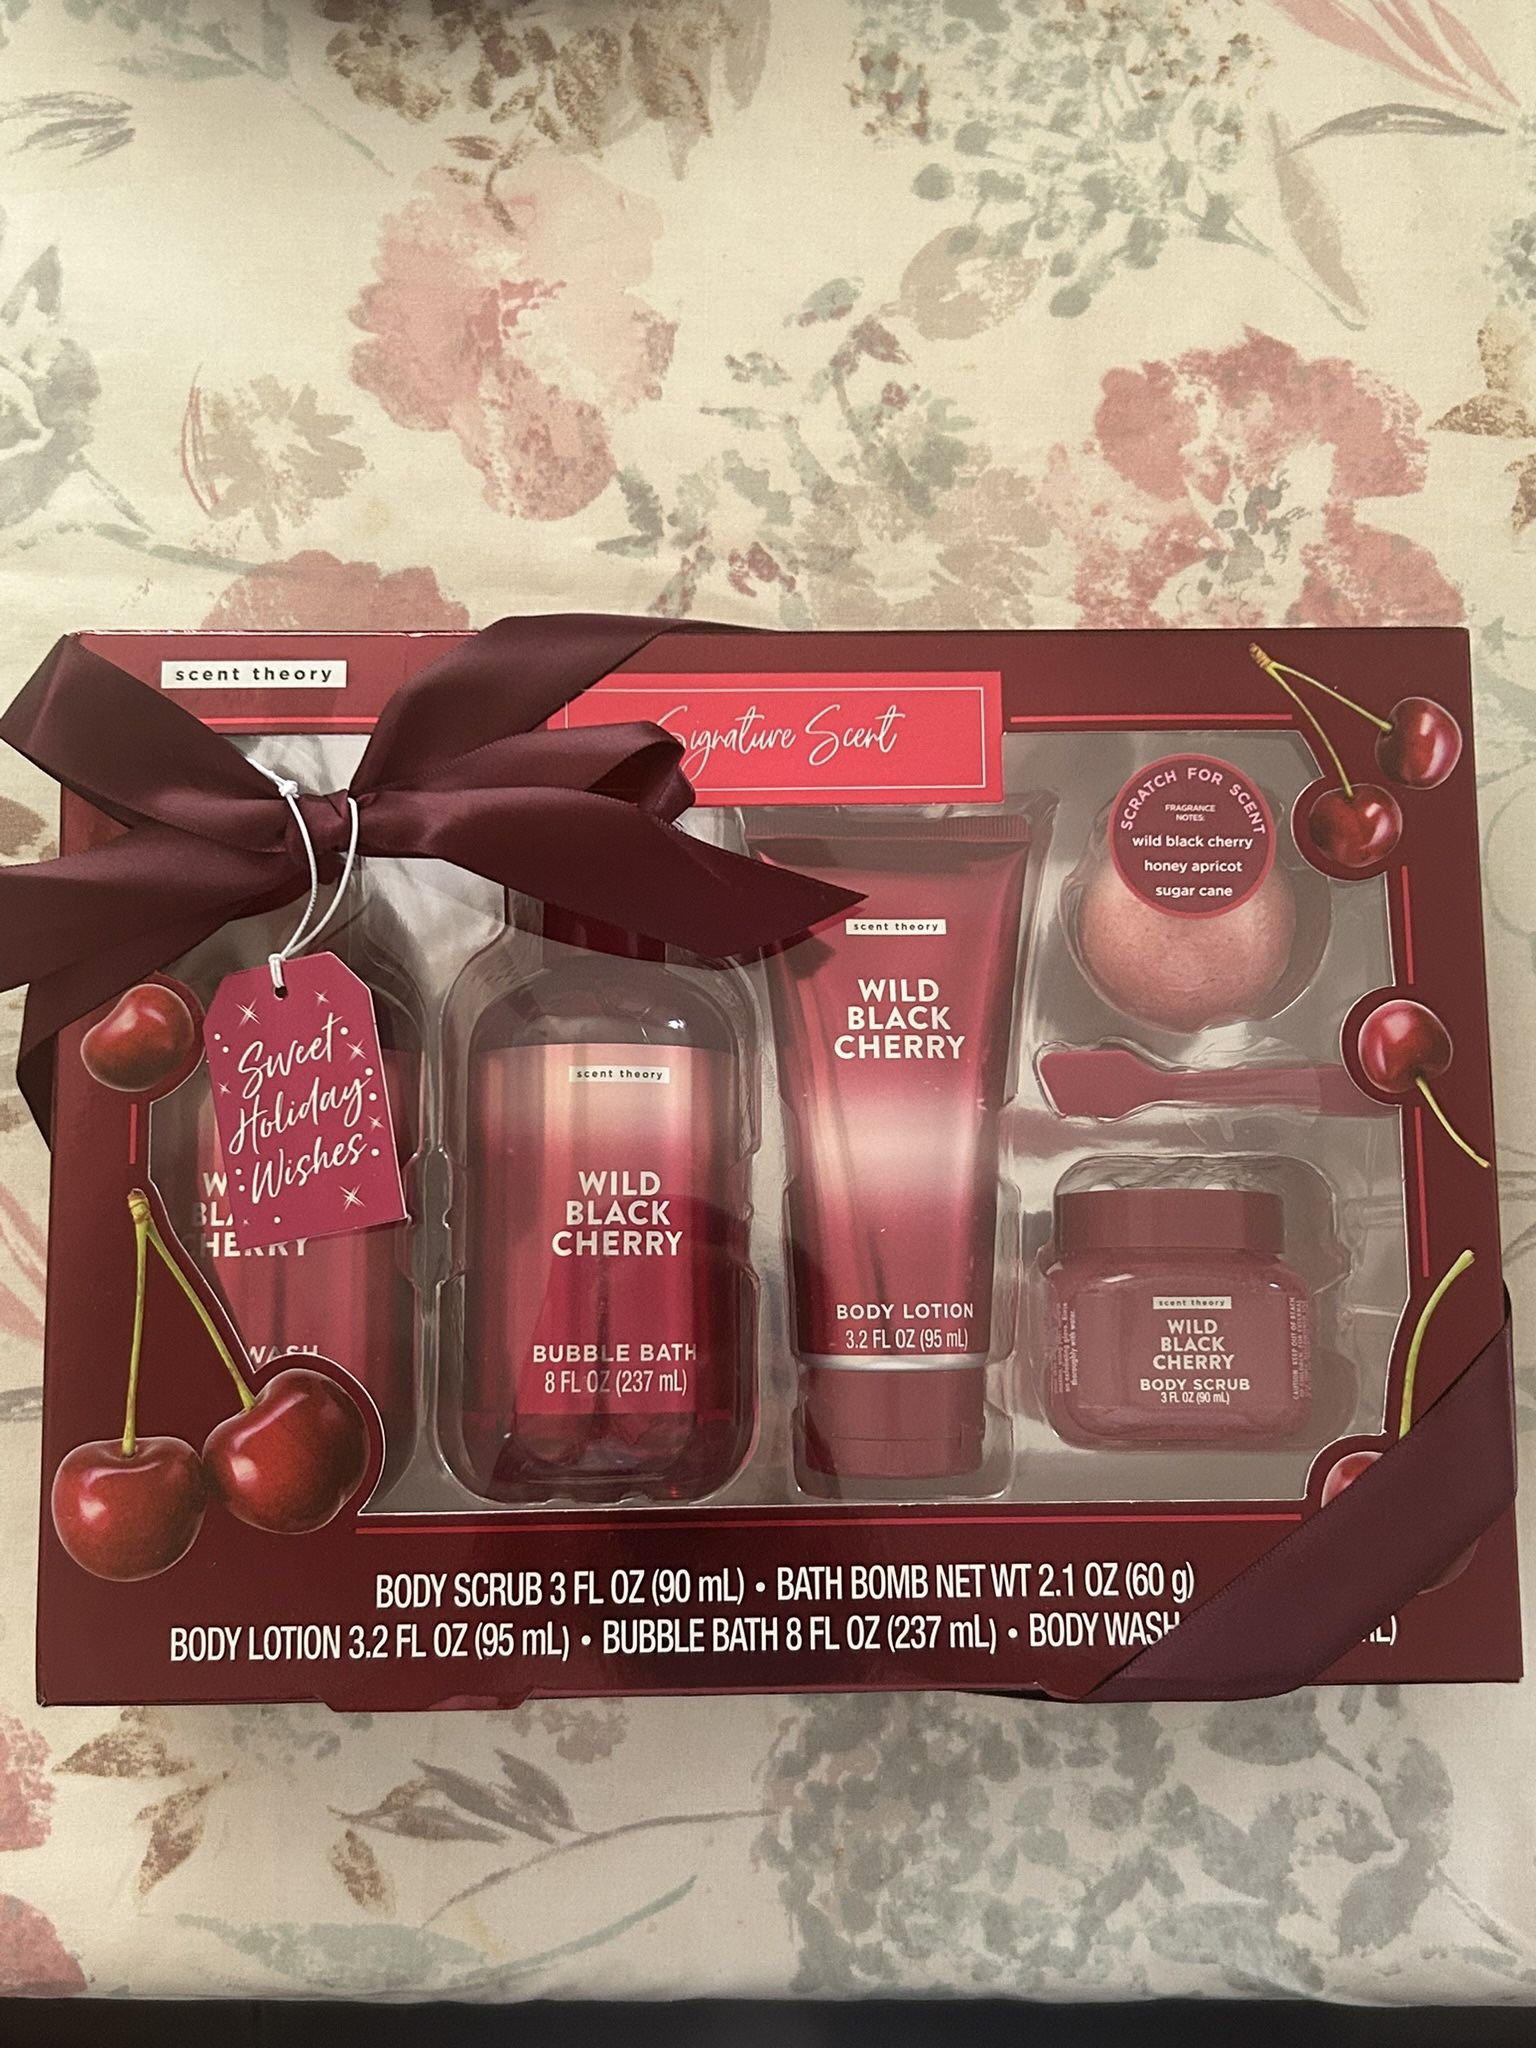 scent theory
Signature Scent
SCRATCH FOR SCENT
FRAGRANCE
NOTES:
wild black cherry
honey apricot
sugar cane
Sweet
Holiday
Wishes
WASH
scent theory
WILD
BLACK
CHERRY
BUBBLE BATH
8 FL OZ (237 mL)
scent theory
WILD
BLACK
CHERRY
BODY LOTION
3.2 FL OZ (95 mL)
scent theory
WILD
BLACK
CHERRY
BODY SCRUB
3 FL OZ (90 mL)
BODY SCRUB 3 FL OZ (90 mL) • BATH BOMB NET WT 2.1 OZ (60 g)
BODY LOTION 3.2 FL OZ (95 mL) • BUBBLE BATH 8 FL OZ (237 mL) • BODY WASH